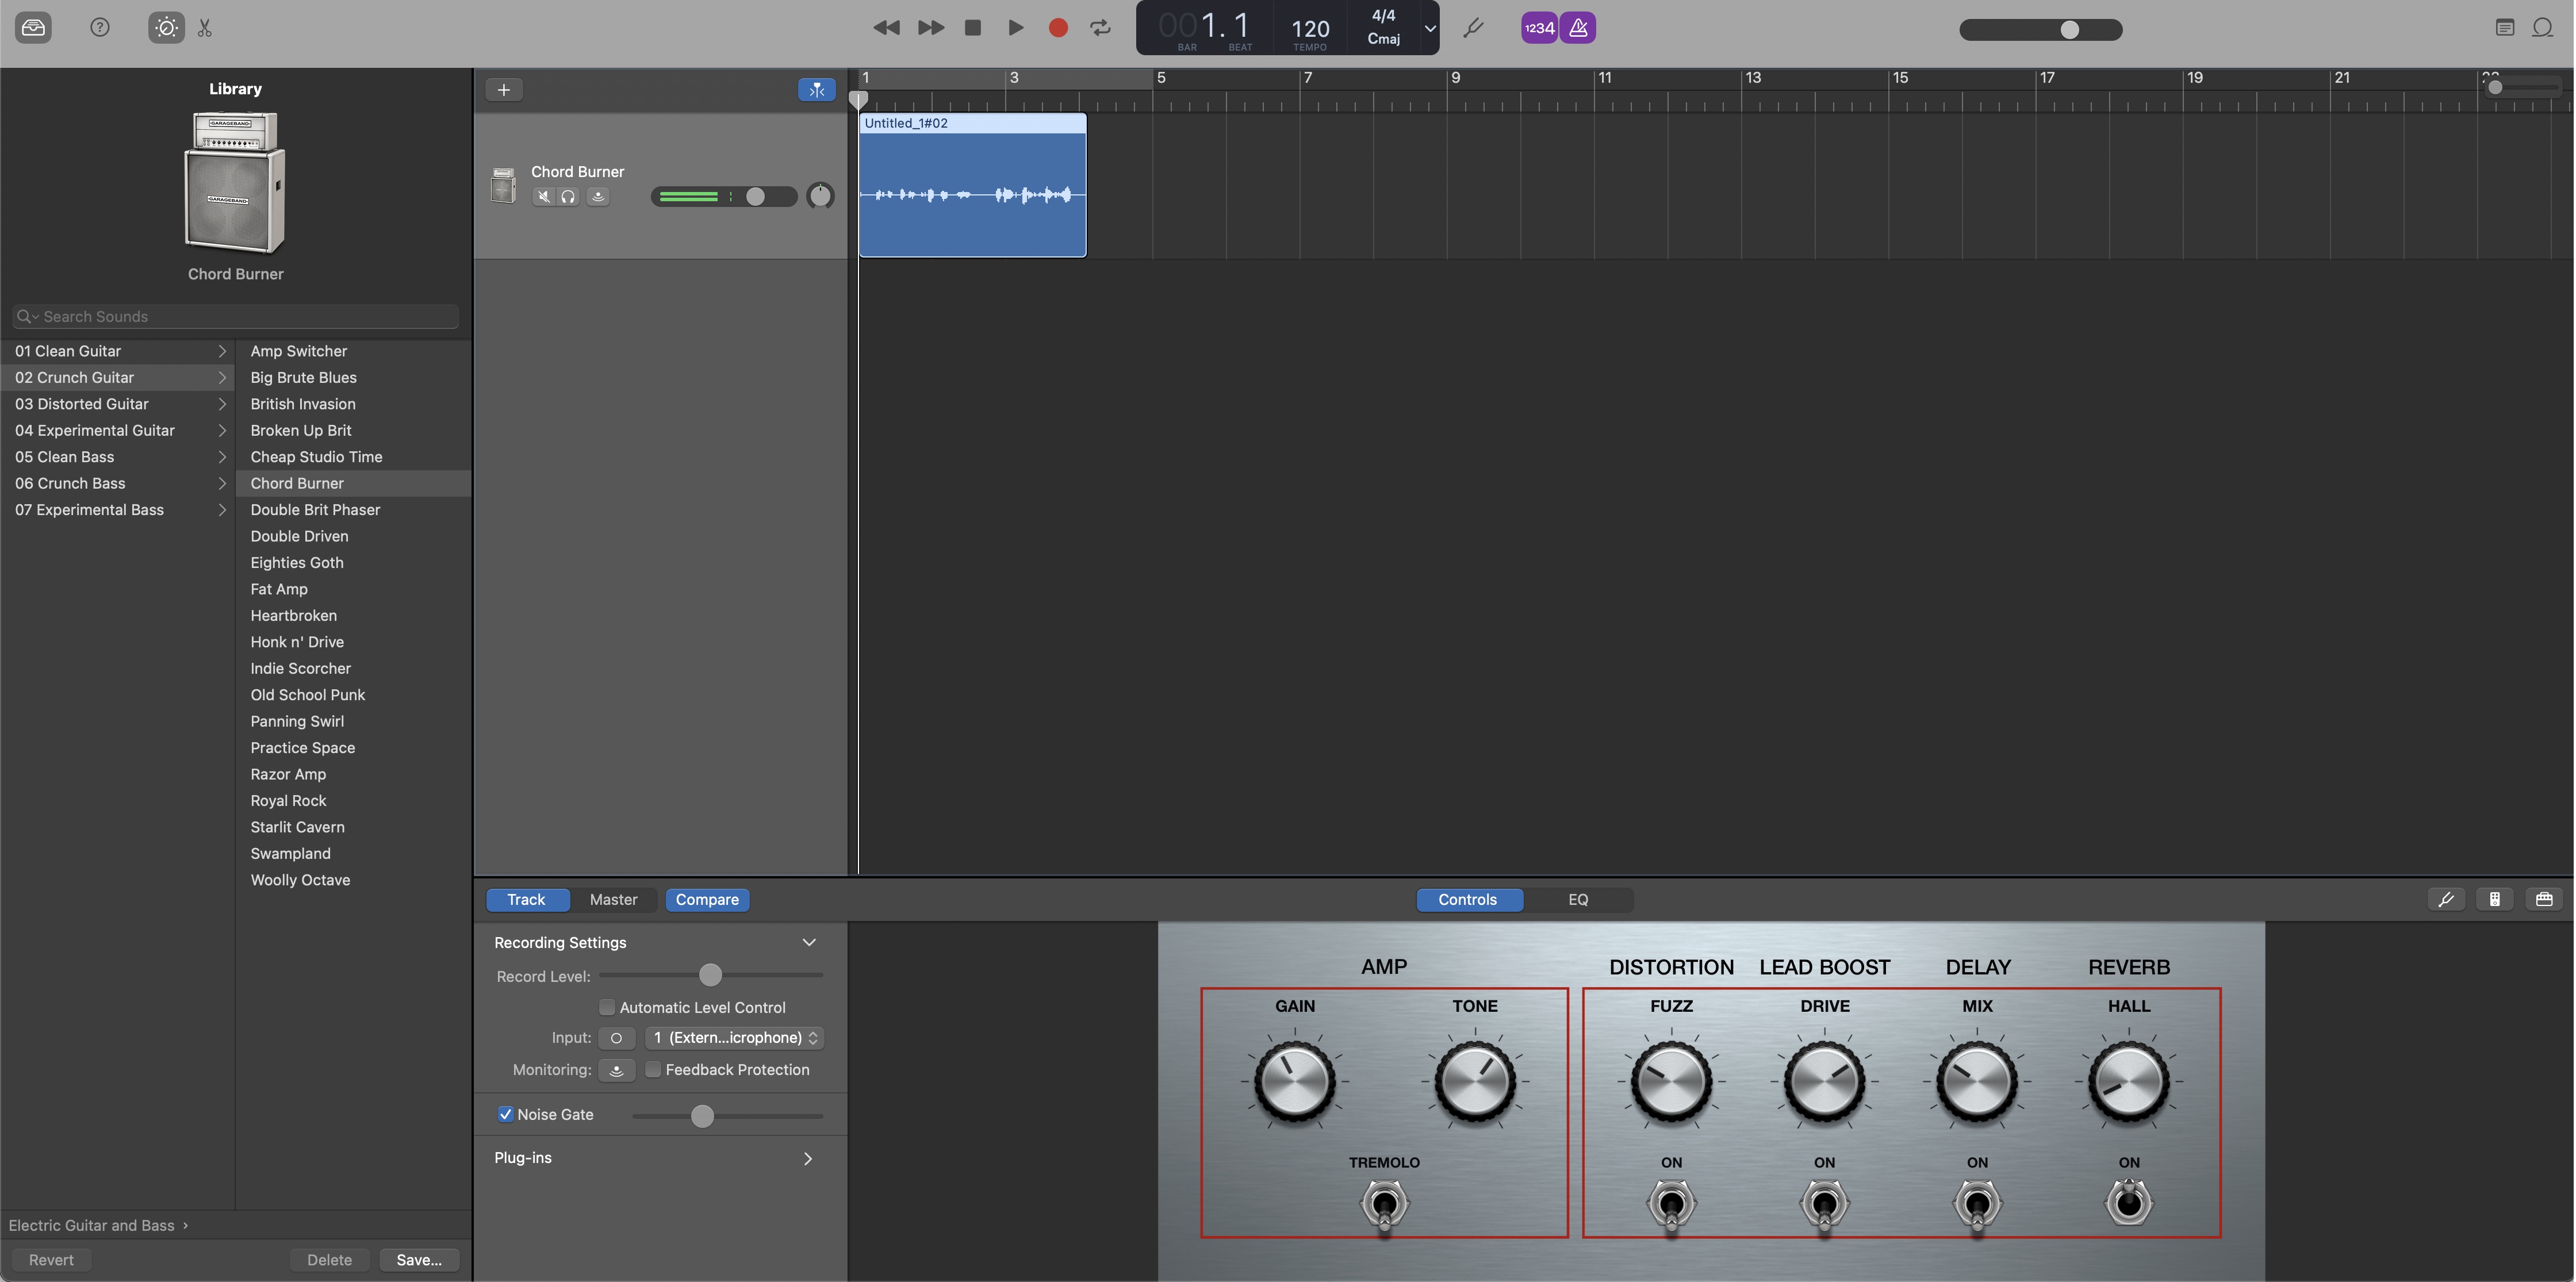 001.1
BAR
BEAT
120
TEMPO
4/4
Cmaj
1234
Library
GARAGEBAND
GARAGEBAND
Chord Burner
Search Sounds
01 Clean Guitar
02 Crunch Guitar
03 Distorted Guitar
04 Experimental Guitar
05 Clean Bass
06 Crunch Bass
07 Experimental Bass
Amp Switcher
Big Brute Blues
British Invasion
Broken Up Brit
Cheap Studio Time
Chord Burner
Double Brit Phaser
Double Driven
Eighties Goth
Fat Amp
Heartbroken
Honk n' Drive
Indie Scorcher
Old School Punk
Panning Swirl
Practice Space
Razor Amp
Royal Rock
Starlit Cavern
Swampland
Woolly Octave
Electric Guitar and Bass
Revert
Delete
Save...
1 3 5 7 9 11 13 15 17 19 21
Untitled_1#02
Chord Burner
Track
Master
Compare
Controls
EQ
Recording Settings
Record Level:
Automatic Level Control
Input:
1 (Extern...icrophone)
Monitoring:
Feedback Protection
Noise Gate
Plug-ins
AMP
GAIN
TONE
TREMOLO
DISTORTION
LEAD BOOST
DELAY
REVERB
FUZZ
DRIVE
MIX
HALL
ON
ON
ON
ON